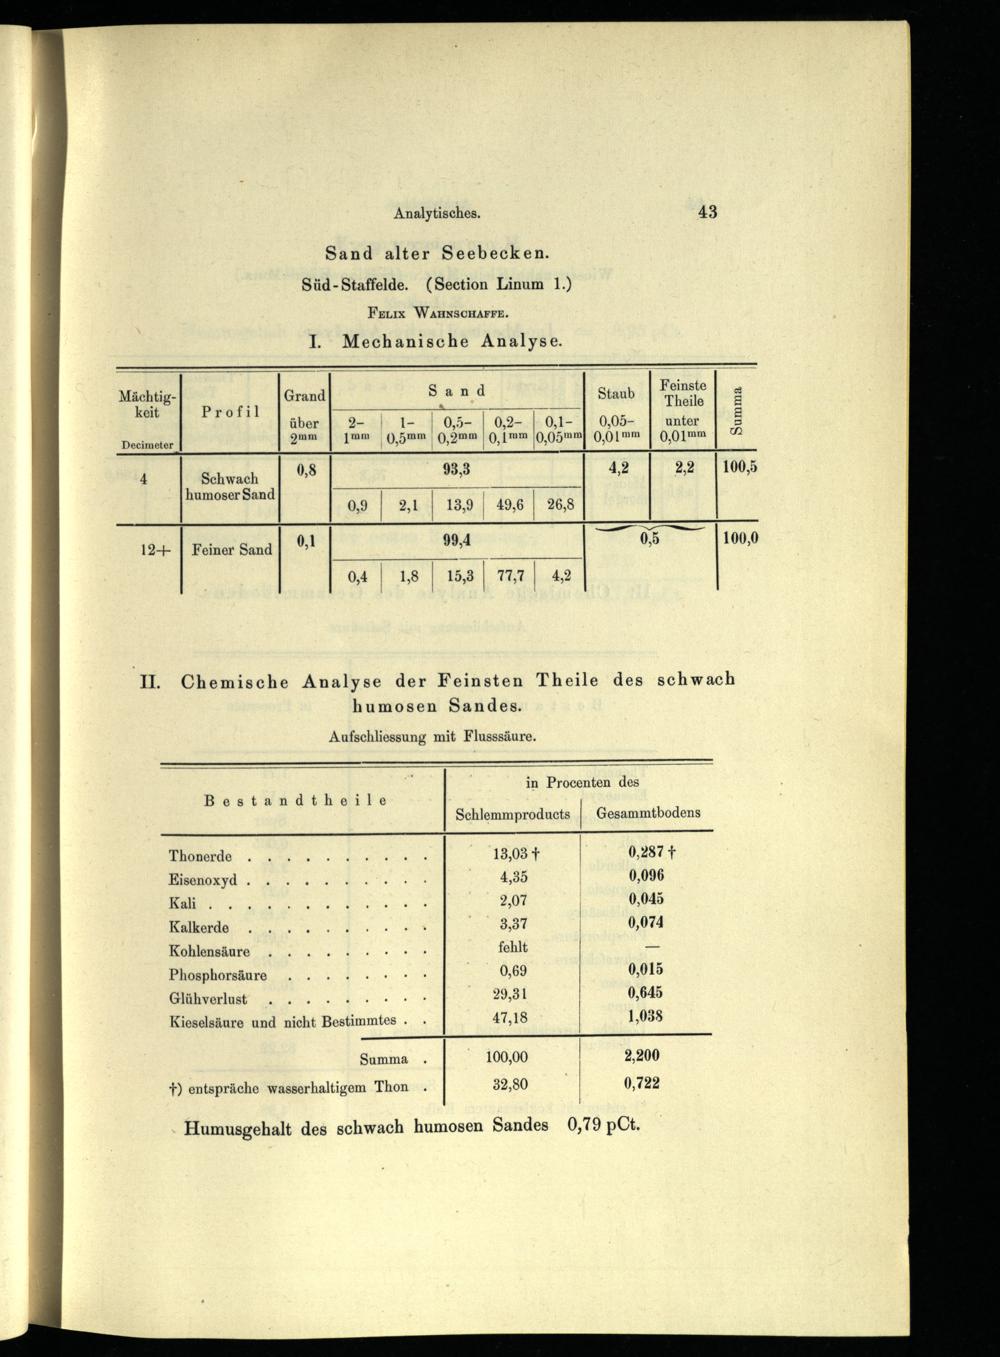 Analytisches. 43
Sand alter Seebecken.
Süd-Staffelde. (Section Linum 1.)
Felix Wahnschaffe.
I. Mechanische Analyse.
Mächtig-keit Decimeter | Profil | Grand über 2mm | Sand 2-1mm | 1-0,5mm | 0,5-0,2mm | 0,2-0,1mm | 0,1-0,05mm | Staub 0,05-0,01mm | Feinste Theile unter 0,01mm | Summa
4 | Schwach humoser Sand | 0,8 | 93,3 | 4,2 | 2,2 | 100,5
0,9 | 2,1 | 13,9 | 49,6 | 26,8
12+ | Feiner Sand | 0,1 | 99,4 | 0,5 | 100,0
0,4 | 1,8 | 15,3 | 77,7 | 4,2
II. Chemische Analyse der Feinsten Theile des schwach
humosen Sandes.
Aufschliessung mit Flusssäure.
Bestandtheile | in Procenten des
Schlemmproducts | Gesammtbodens
Thonerde . . . . . . . . . . 13,03 † 0,287 †
Eisenoxyd . . . . . . . . . . 4,35 0,096
Kali . . . . . . . . . . . . 2,07 0,045
Kalkerde . . . . . . . . . . 3,37 0,074
Kohlensäure . . . . . . . . . fehlt —
Phosphorsäure . . . . . . . . 0,69 0,015
Glühverlust . . . . . . . . . 29,31 0,645
Kieselsäure und nicht Bestimmtes . . 47,18 1,038
Summa . 100,00 2,200
†) entspräche wasserhaltigem Thon . 32,80 0,722
Humusgehalt des schwach humosen Sandes 0,79 pCt.